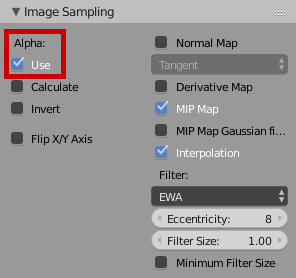 Image Sampling
Alpha:
Use
Calculate
Invert
Flip X/Y Axis
Normal Map
Tangent
Derivative Map
MIP Map
MIP Map Gaussian fi...
Interpolation
Filter:
EWA
Eccentricity: 8
Filter Size: 1.00
Minimum Filter Size